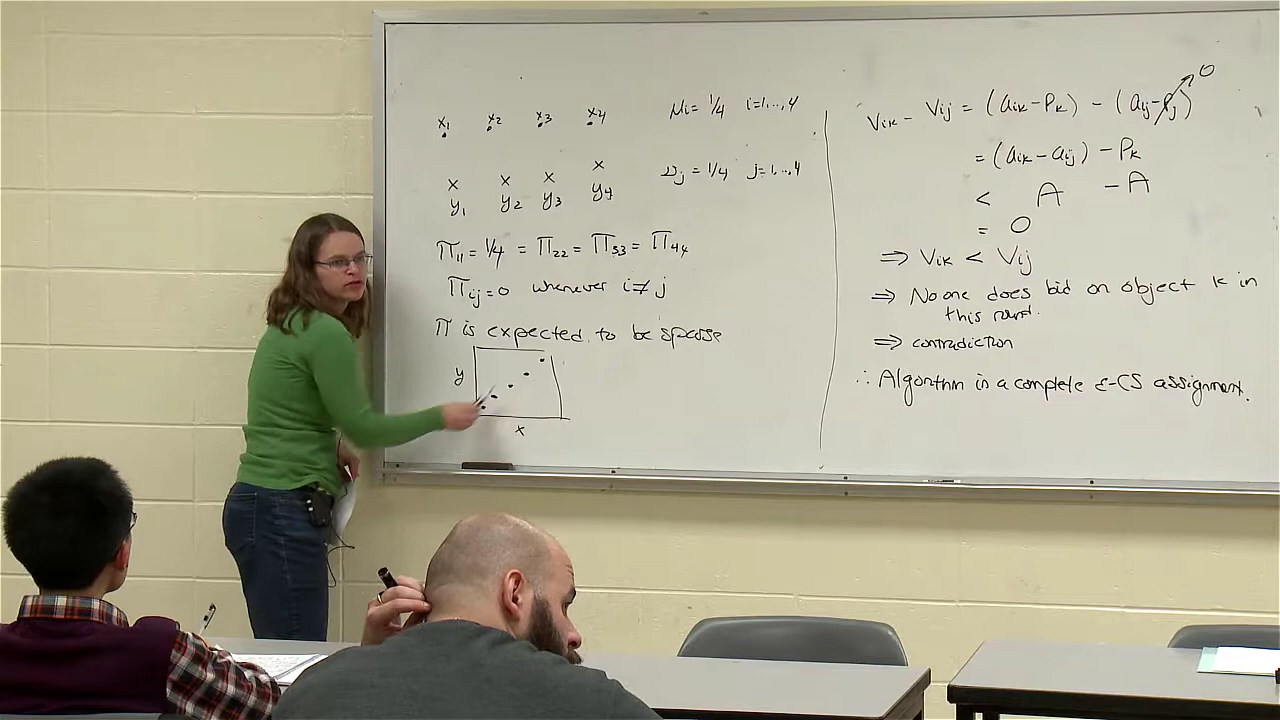 x₁ x₂ x₃ x₄ μi = 1/4 i=1,...,4
x x x x νj = 1/4 j=1,...,4
y₁ y₂ y₃ y₄
π₁₁ = 1/4 = π₂₂ = π₃₃ = π₄₄
πij = 0 whenever i≠j
π is expected to be sparse
y
x
Vik - Vij = (aik - Pk) - (aij - Pj) 0
= (aik - aij) - Pk
< A - A
= 0
⇒ Vik < Vij
⇒ No one does bid on object k in
this round.
⇒ contradiction
∴ Algorithm in a complete ε-CS assignment.